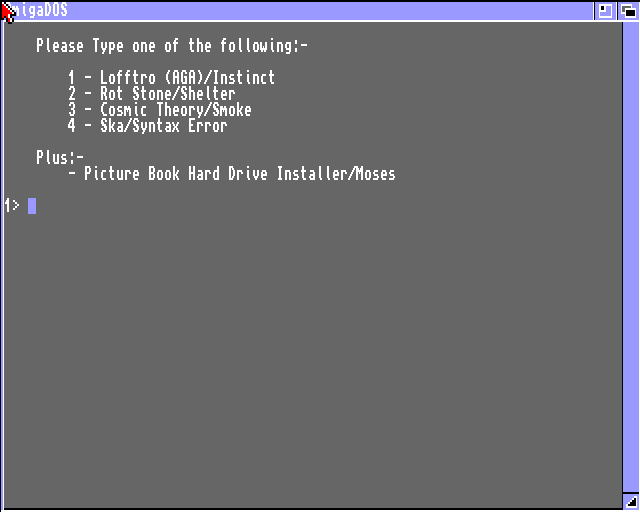 AmigaDOS
Please Type one of the following:-
1 - Lofftro (AGA)/Instinct
2 - Rot Stone/Shelter
3 - Cosmic Theory/Smoke
4 - Ska/Syntax Error
Plus:-
- Picture Book Hard Drive Installer/Moses
1>